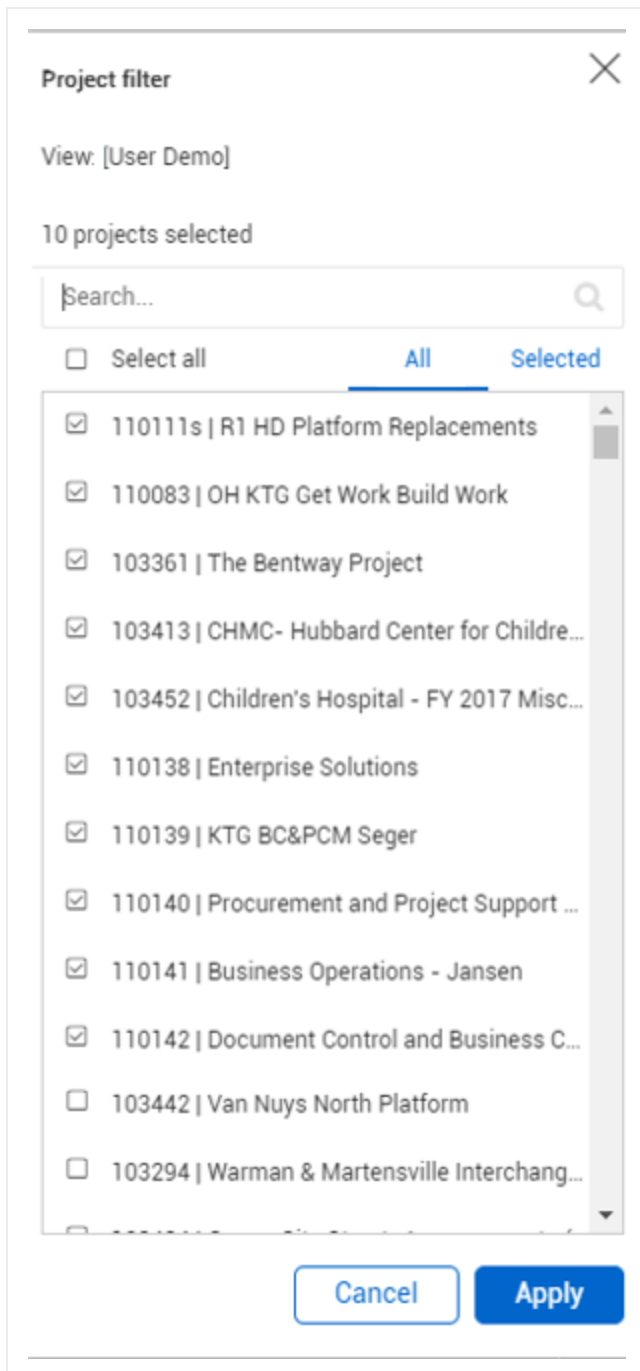 Project filter
View: [User Demo]
10 projects selected
Search...
Select all All Selected
110111s | R1 HD Platform Replacements
110083 | OH KTG Get Work Build Work
103361 | The Bentway Project
103413 | CHMC- Hubbard Center for Childre...
103452 | Children's Hospital - FY 2017 Misc...
110138 | Enterprise Solutions
110139 | KTG BC&PCM Seger
110140 | Procurement and Project Support ...
110141 | Business Operations - Jansen
110142 | Document Control and Business C...
103442 | Van Nuys North Platform
103294 | Warman & Martensville Interchang...
Cancel Apply